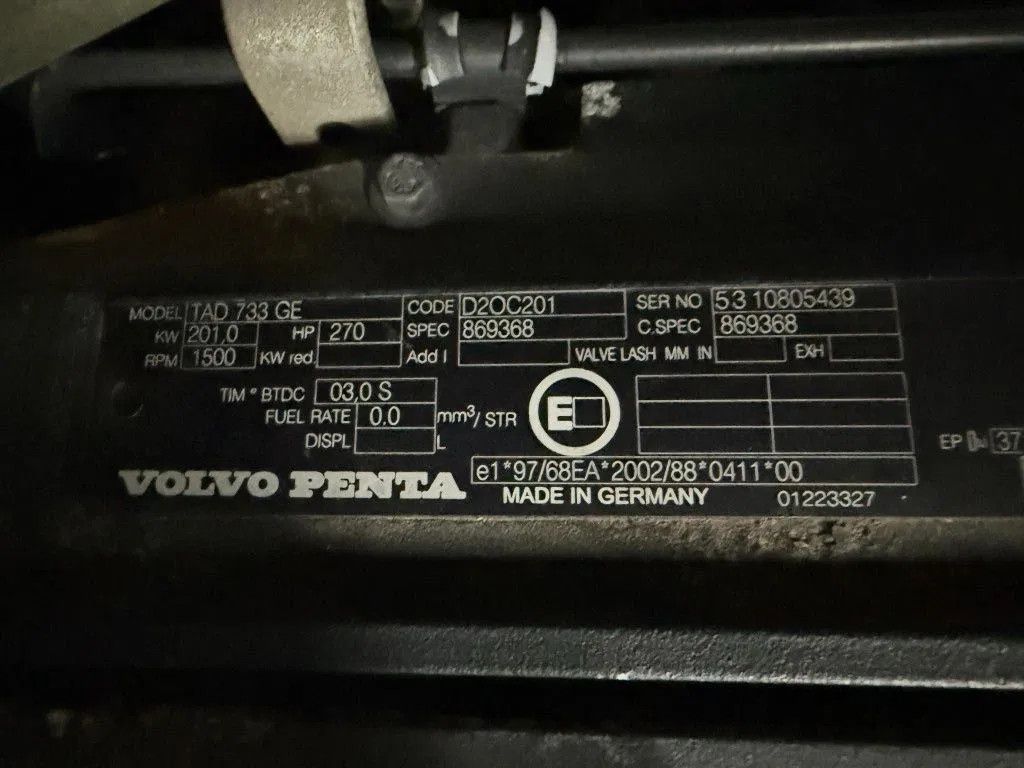 MODEL TAD 733 GE CODE D2OC201 SER NO 53 10805439
KW 201,0 HP 270 SPEC 869368 C.SPEC 869368
RPM 1500 KW red. Add I VALVE LASH MM IN EXH
TIM ° BTDC 03,0 S
FUEL RATE 0.0 mm³/ STR
DISPL L
E
EP 37
VOLVO PENTA e1*97/68EA*2002/88*0411*00
MADE IN GERMANY 01223327